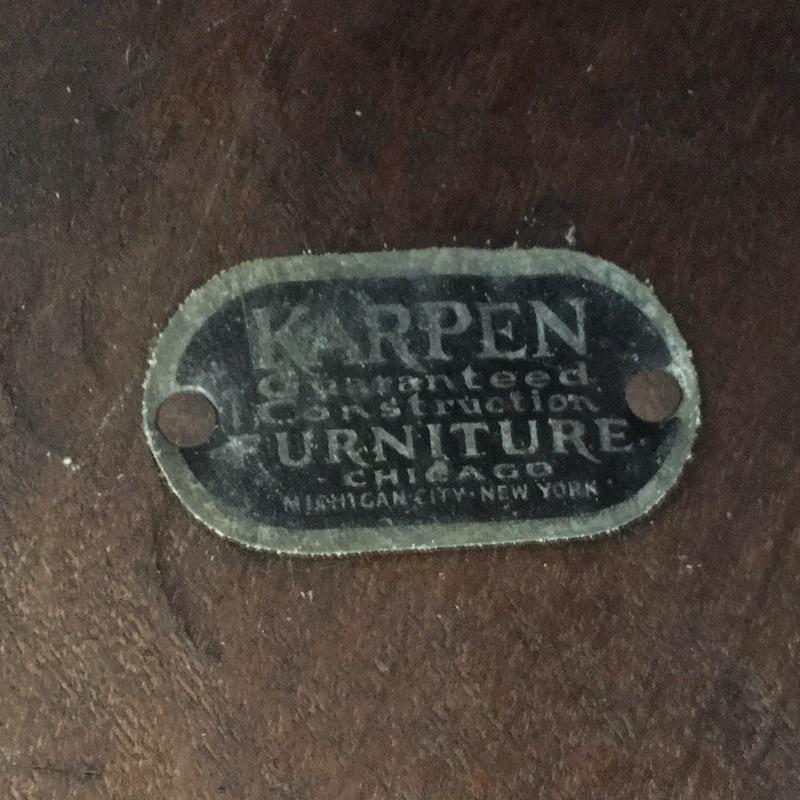 KARPEN
Guaranteed
Construction
FURNITURE
· CHICAGO
MICHIGAN CITY · NEW YORK ·